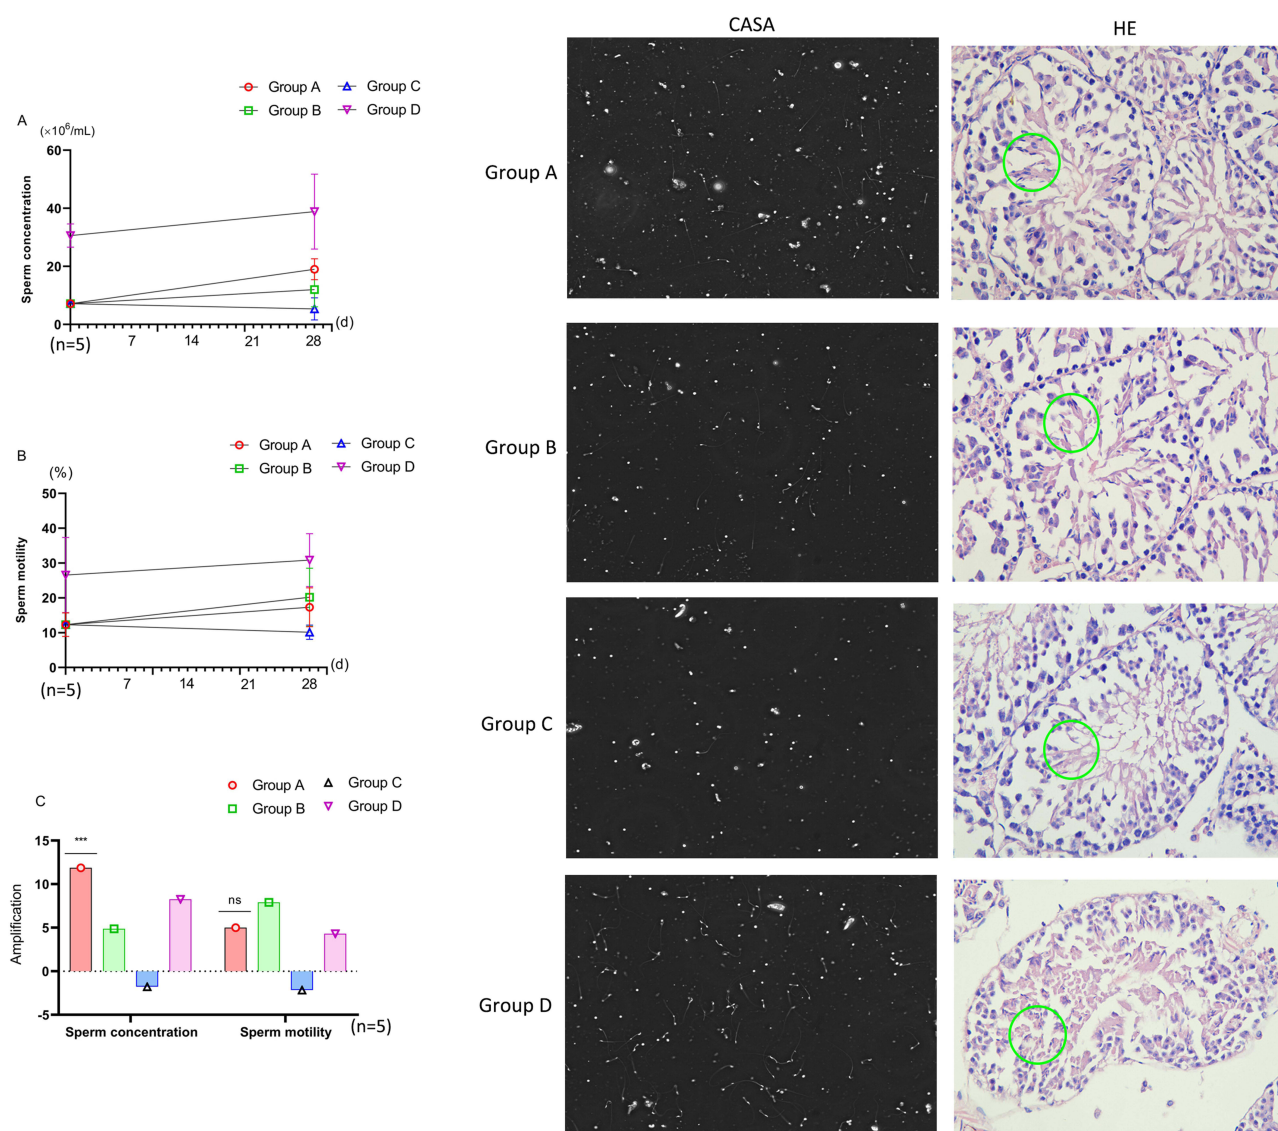 CASA
HE
Group A
Group C
Group B
Group D
A
(×10⁶/mL)
60
40
20
0
Sperm concentration
7
14
21
28
(d)
(n=5)
Group A
Group B
Group C
Group D
B
Group A
Group C
Group B
Group D
(%)
50
40
30
20
10
0
Sperm motility
7
14
21
28
(d)
(n=5)
C
Group A
Group C
Group B
Group D
15
10
5
0
-5
Amplification
***
ns
Sperm concentration
Sperm motility
(n=5)